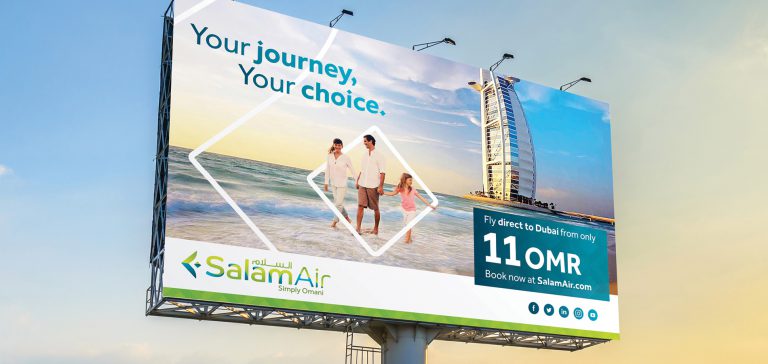 Your journey,
Your choice.
Fly direct to Dubai from only
11 OMR
Book now at SalamAir.com
السلام
SalamAir
Simply Omani